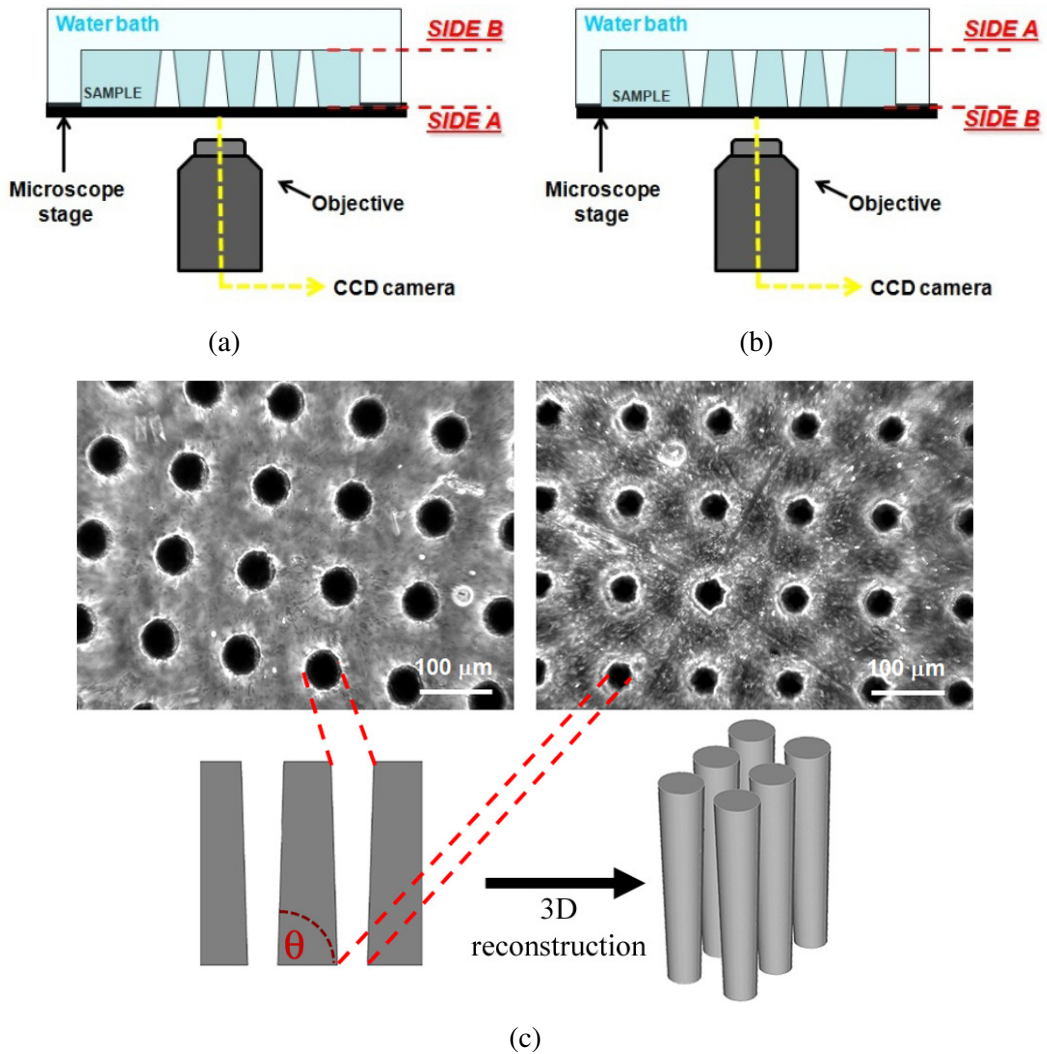 Water bath
SIDE B
SAMPLE
SIDE A
Microscope
stage
Objective
CCD camera
(a)
Water bath
SIDE A
SAMPLE
SIDE B
Microscope
stage
Objective
CCD camera
(b)
100 μm
100 μm
θ
3D
reconstruction
(c)